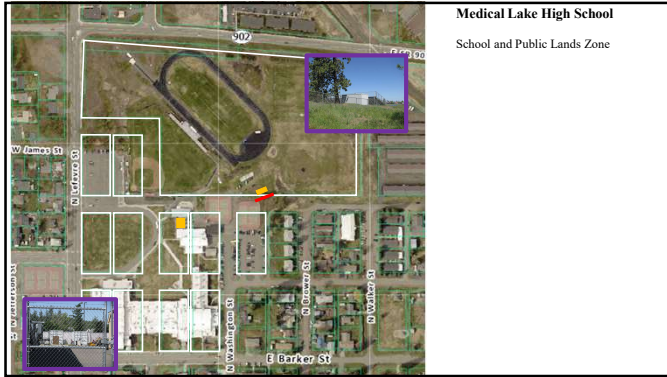 Medical Lake High School
School and Public Lands Zone
902
W James St
N Lefevre St
N Washington St
N Brower St
N Walker St
E Barker St